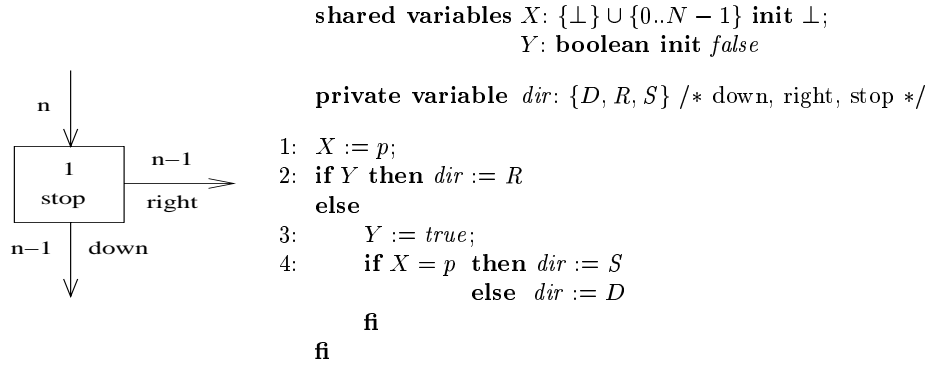 n
1
stop
n−1
right
n−1 down
shared variables X: {⊥} ∪ {0..N − 1} init ⊥;
Y: boolean init false
private variable dir: {D, R, S} /∗ down, right, stop ∗/
1: X := p;
2: if Y then dir := R
else
3: Y := true;
4: if X = p then dir := S
else dir := D
fi
fi